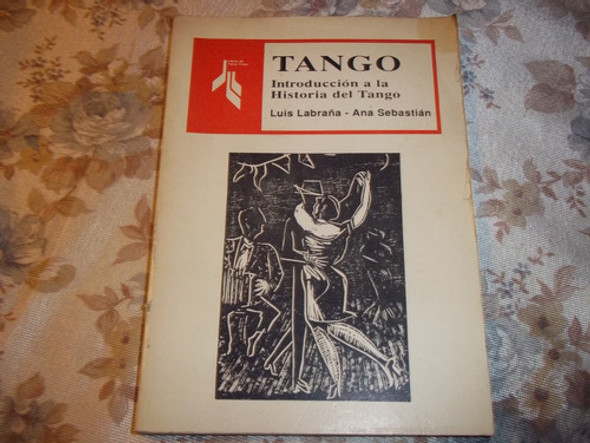 TANGO
Introducción a la
Historia del Tango
Luis Labraña - Ana Sebastián